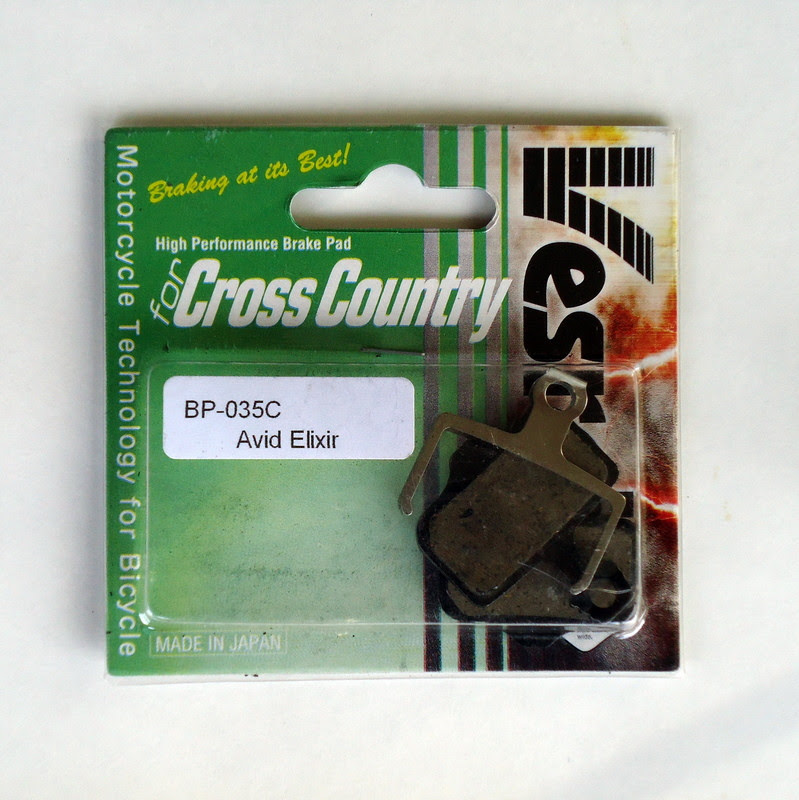 Braking at its Best!
High Performance Brake Pad
for Cross Country
Motorcycle Technology for Bicycle
BP-035C
Avid Elixir
MADE IN JAPAN